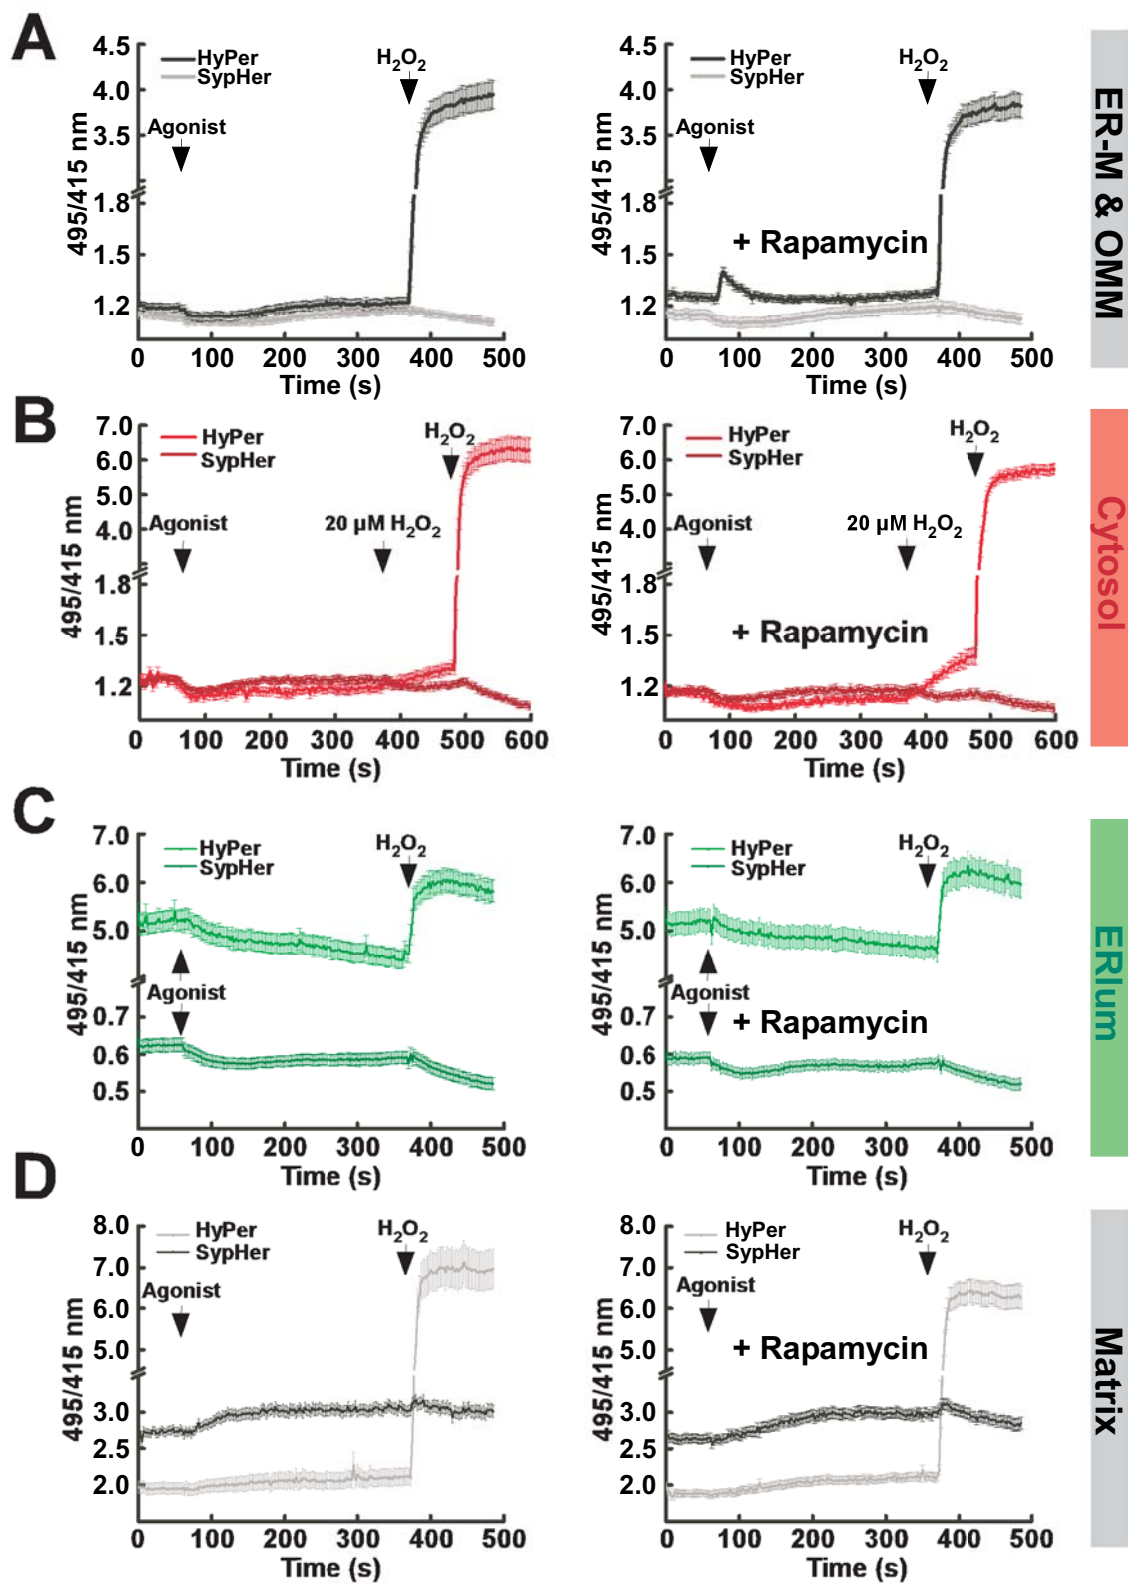 A
4.5
4.0
3.5
1.8
1.5
1.2
495/415 nm
HyPer
SypHer
Agonist
H₂O₂
0 100 200 300 400 500
Time (s)
4.5
4.0
3.5
1.8
1.5
1.2
495/415 nm
HyPer
SypHer
Agonist
H₂O₂
+ Rapamycin
0 100 200 300 400 500
Time (s)
ER-M & OMM
B
7.0
6.0
5.0
4.0
1.8
1.5
1.2
495/415 nm
HyPer
SypHer
Agonist
20 µM H₂O₂
H₂O₂
0 100 200 300 400 500 600
Time (s)
7.0
6.0
5.0
4.0
1.8
1.5
1.2
495/415 nm
HyPer
SypHer
Agonist
20 µM H₂O₂
H₂O₂
+ Rapamycin
0 100 200 300 400 500 600
Time (s)
Cytosol
C
7.0
6.0
5.0
0.7
0.6
0.5
495/415 nm
HyPer
SypHer
Agonist
H₂O₂
0 100 200 300 400 500
Time (s)
7.0
6.0
5.0
0.7
0.6
0.5
495/415 nm
HyPer
SypHer
Agonist
H₂O₂
+ Rapamycin
0 100 200 300 400 500
Time (s)
ERlum
D
8.0
7.0
6.0
5.0
3.0
2.5
2.0
495/415 nm
HyPer
SypHer
Agonist
H₂O₂
0 100 200 300 400 500
Time (s)
8.0
7.0
6.0
5.0
3.0
2.5
2.0
495/415 nm
HyPer
SypHer
Agonist
H₂O₂
+ Rapamycin
0 100 200 300 400 500
Time (s)
Matrix